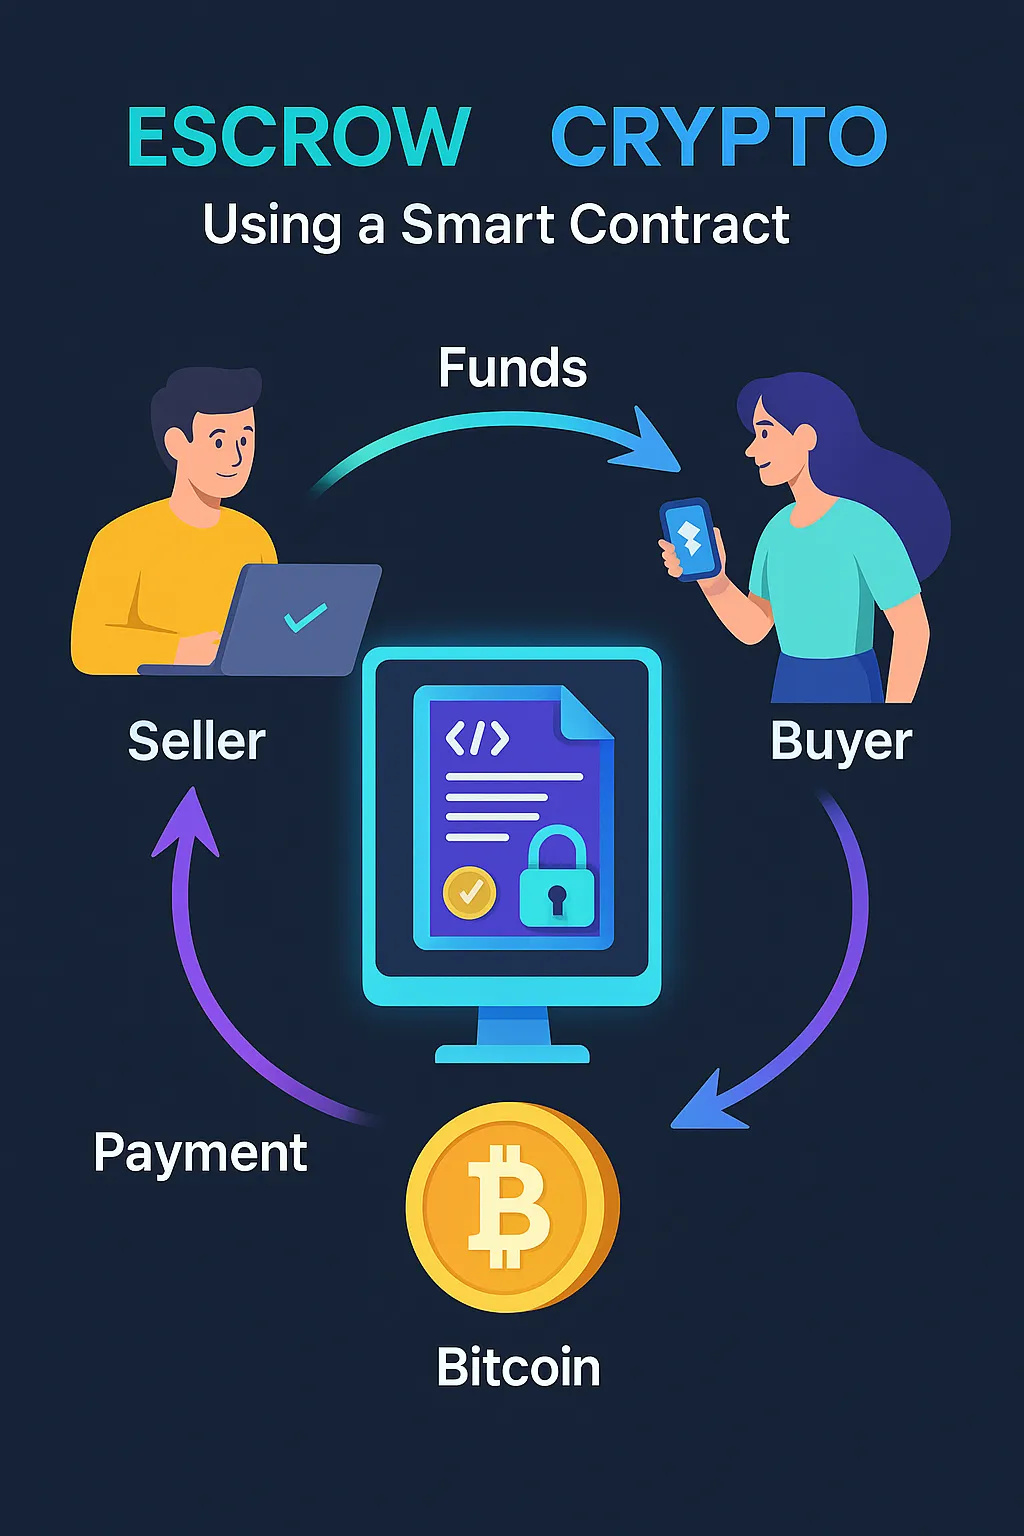 ESCROW CRYPTO
Using a Smart Contract
Funds
Seller
Buyer
</>
Payment
Bitcoin